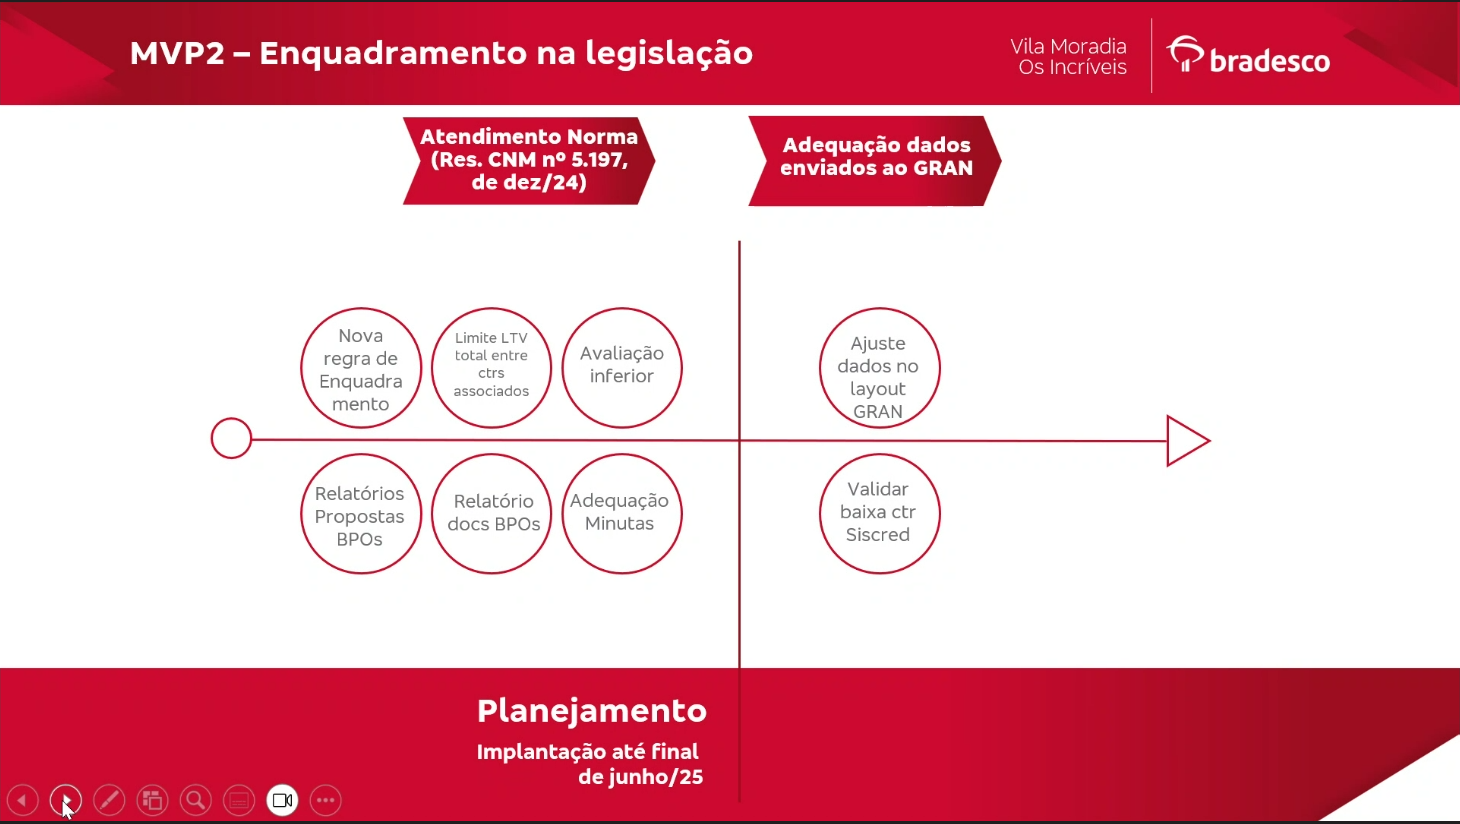 MVP2 – Enquadramento na legislação
Vila Moradia
Os Incríveis
bradesco
Atendimento Norma
(Res. CNM nº 5.197,
de dez/24)
Adequação dados
enviados ao GRAN
Nova
regra de
Enquadra
mento
Limite LTV
total entre
ctrs
associados
Avaliação
inferior
Ajuste
dados no
layout
GRAN
Relatórios
Propostas
BPOs
Relatório
docs BPOs
Adequação
Minutas
Validar
baixa ctr
Siscred
Planejamento
Implantação até final
de junho/25